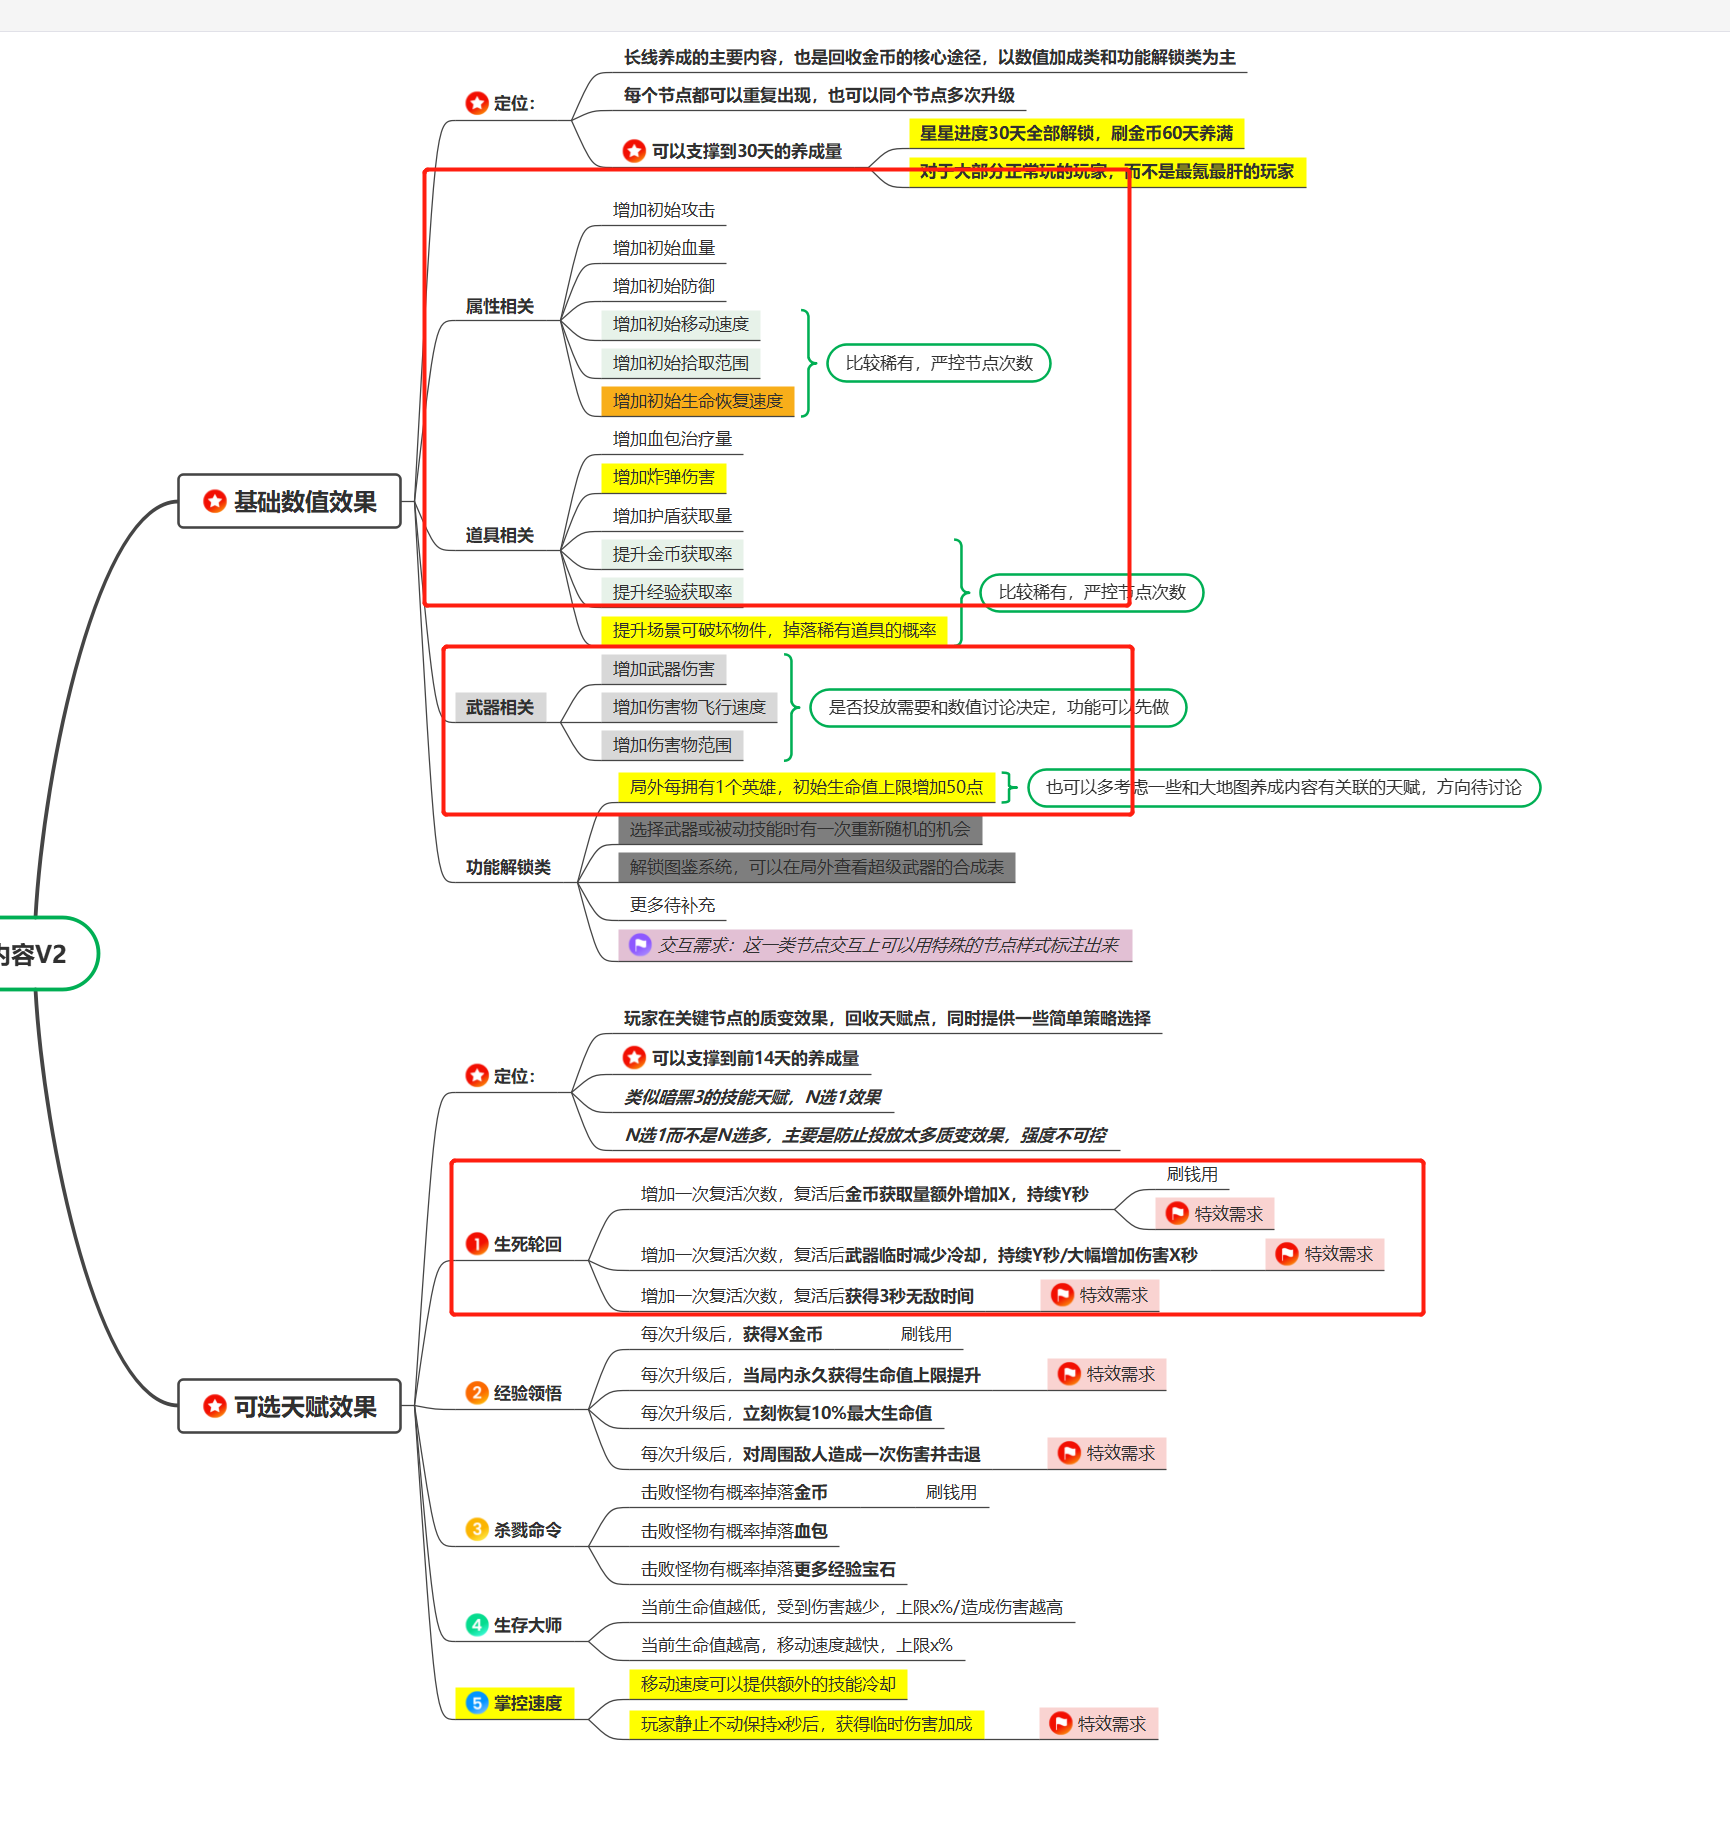 内容V2
基础数值效果
定位：
长线养成的主要内容，也是回收金币的核心途径，以数值加成类和功能解锁类为主
每个节点都可以重复出现，也可以同个节点多次升级
可以支撑到30天的养成量
星星进度30天全部解锁，刷金币60天养满
对于大部分正常玩的玩家，而不是最氪最肝的玩家
属性相关
增加初始攻击
增加初始血量
增加初始防御
增加初始移动速度
增加初始拾取范围
增加初始生命恢复速度
比较稀有，严控节点次数
道具相关
增加血包治疗量
增加炸弹伤害
增加护盾获取量
提升金币获取率
提升经验获取率
提升场景可破坏物件，掉落稀有道具的概率
比较稀有，严控节点次数
武器相关
增加武器伤害
增加伤害物飞行速度
增加伤害物范围
是否投放需要和数值讨论决定，功能可以先做
功能解锁类
局外每拥有1个英雄，初始生命值上限增加50点
也可以多考虑一些和大地图养成内容有关联的天赋，方向待讨论
选择武器或被动技能时有一次重新随机的机会
解锁图鉴系统，可以在局外查看超级武器的合成表
更多待补充
交互需求：这一类节点交互上可以用特殊的节点样式标注出来
可选天赋效果
定位：
玩家在关键节点的质变效果，回收天赋点，同时提供一些简单策略选择
可以支撑到前14天的养成量
类似暗黑3的技能天赋，N选1效果
N选1而不是N选多，主要是防止投放太多质变效果，强度不可控
1 生死轮回
增加一次复活次数，复活后金币获取量额外增加X，持续Y秒
刷钱用
特效需求
增加一次复活次数，复活后武器临时减少冷却，持续Y秒/大幅增加伤害X秒 特效需求
增加一次复活次数，复活后获得3秒无敌时间 特效需求
2 经验领悟
每次升级后，获得X金币 刷钱用
每次升级后，当局内永久获得生命值上限提升 特效需求
每次升级后，立刻恢复10%最大生命值
每次升级后，对周围敌人造成一次伤害并击退 特效需求
3 杀戮命令
击败怪物有概率掉落金币 刷钱用
击败怪物有概率掉落血包
击败怪物有概率掉落更多经验宝石
4 生存大师
当前生命值越低，受到伤害越少，上限x%/造成伤害越高
当前生命值越高，移动速度越快，上限x%
5 掌控速度
移动速度可以提供额外的技能冷却
玩家静止不动保持x秒后，获得临时伤害加成 特效需求